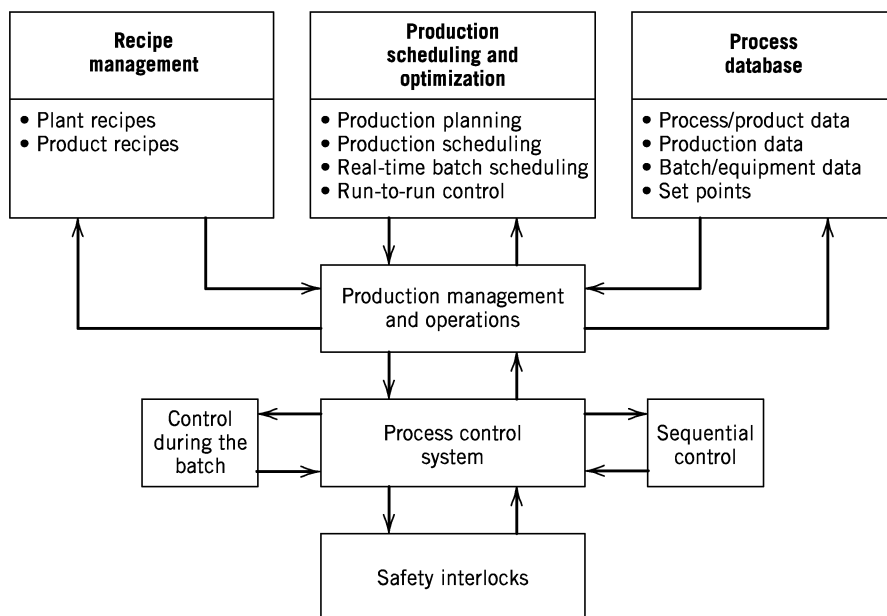 Recipe
management
• Plant recipes
• Product recipes
Production
scheduling and
optimization
• Production planning
• Production scheduling
• Real-time batch scheduling
• Run-to-run control
Process
database
• Process/product data
• Production data
• Batch/equipment data
• Set points
Production management
and operations
Control
during the
batch
Process control
system
Sequential
control
Safety interlocks